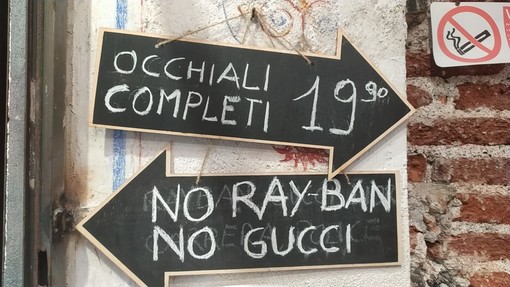 OCCHIALI
COMPLETI 19,90
NO RAY-BAN
NO GUCCI